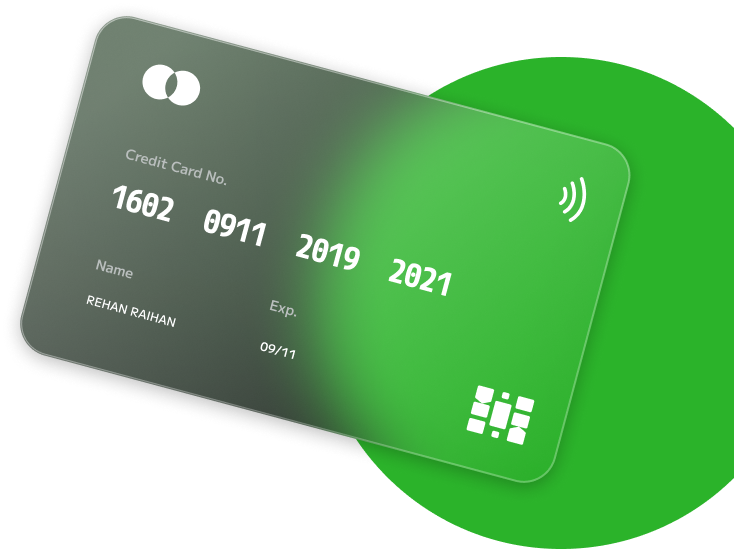 Credit Card No.
1602 0911 2019 2021
Name
Exp.
REHAN RAIHAN
09/11